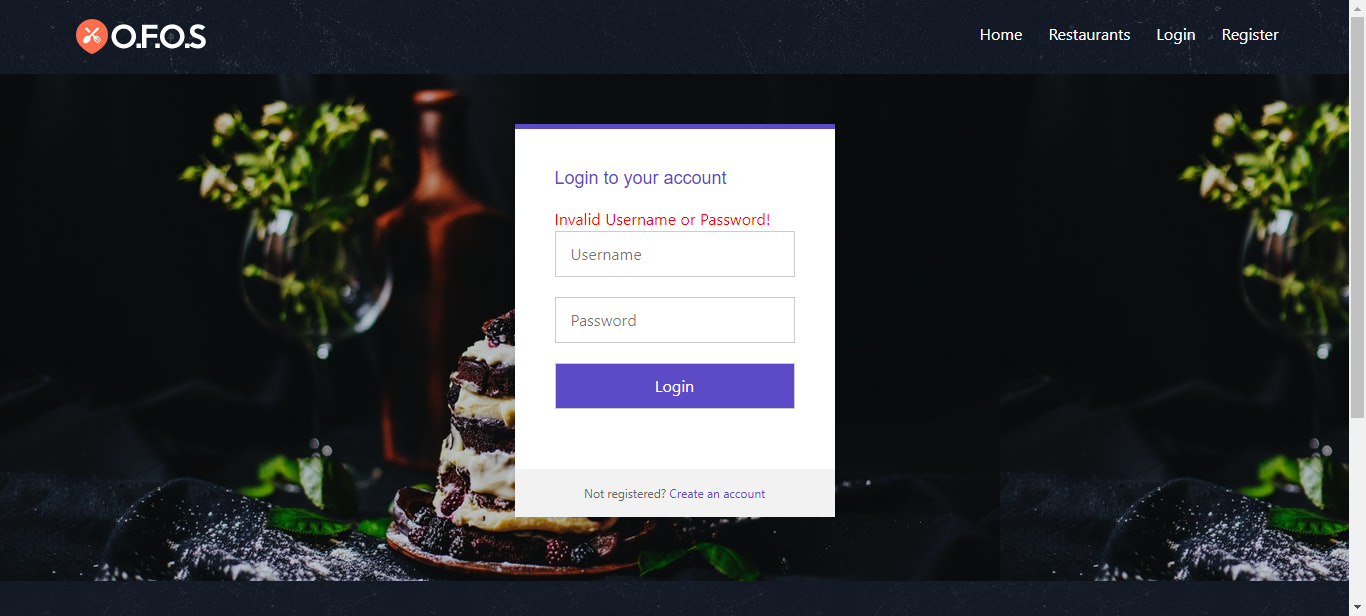 O.F.O.S
Home Restaurants Login Register
Login to your account
Invalid Username or Password!
Username
Password
Login
Not registered? Create an account